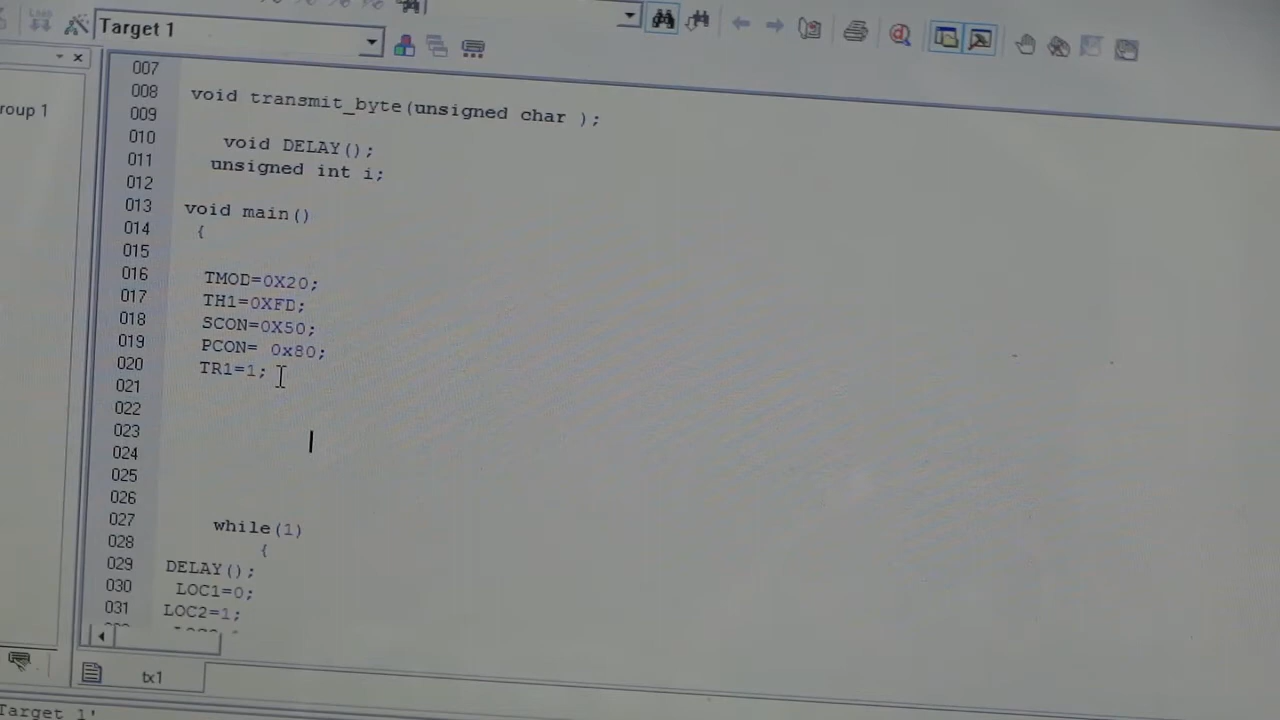 Target 1
roup 1
007
008 void transmit_byte(unsigned char );
009
010 void DELAY();
011 unsigned int i;
012
013 void main()
014 {
015
016 TMOD=0X20;
017 TH1=0XFD;
018 SCON=0X50;
019 PCON= 0x80;
020 TR1=1;
021
022
023
024
025
026
027 while(1)
028 {
029 DELAY();
030 LOC1=0;
031 LOC2=1;
tx1
Target 1'